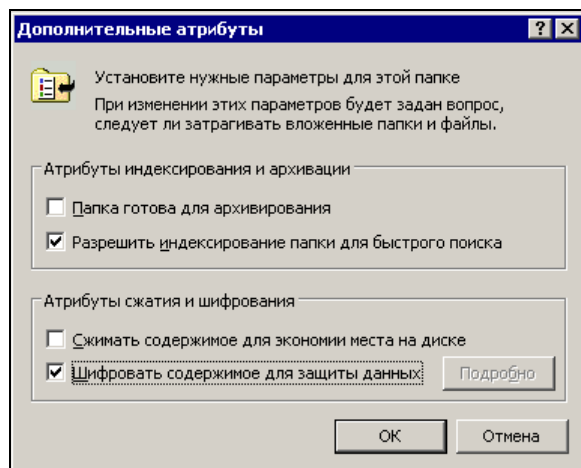 Дополнительные атрибуты
Установите нужные параметры для этой папке
При изменении этих параметров будет задан вопрос,
следует ли затрагивать вложенные папки и файлы.
Атрибуты индексирования и архивации
Папка готова для архивирования
Разрешить индексирование папки для быстрого поиска
Атрибуты сжатия и шифрования
Сжимать содержимое для экономии места на диске
Шифровать содержимое для защиты данных
Подробно
ОК
Отмена